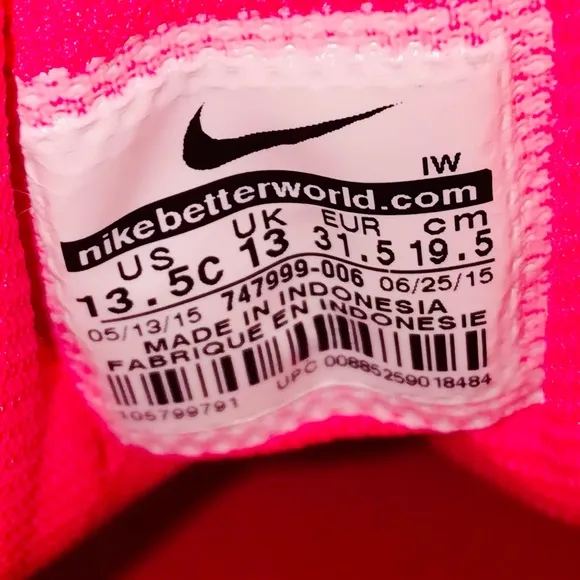 IW
nikebetterworld.com
US UK EUR cm
13.5C 13 31.5 19.5
05/13/15 747999-006 06/25/15
MADE IN INDONESIA
FABRIQUE EN INDONESIE
105799791 UPC 00885259018484